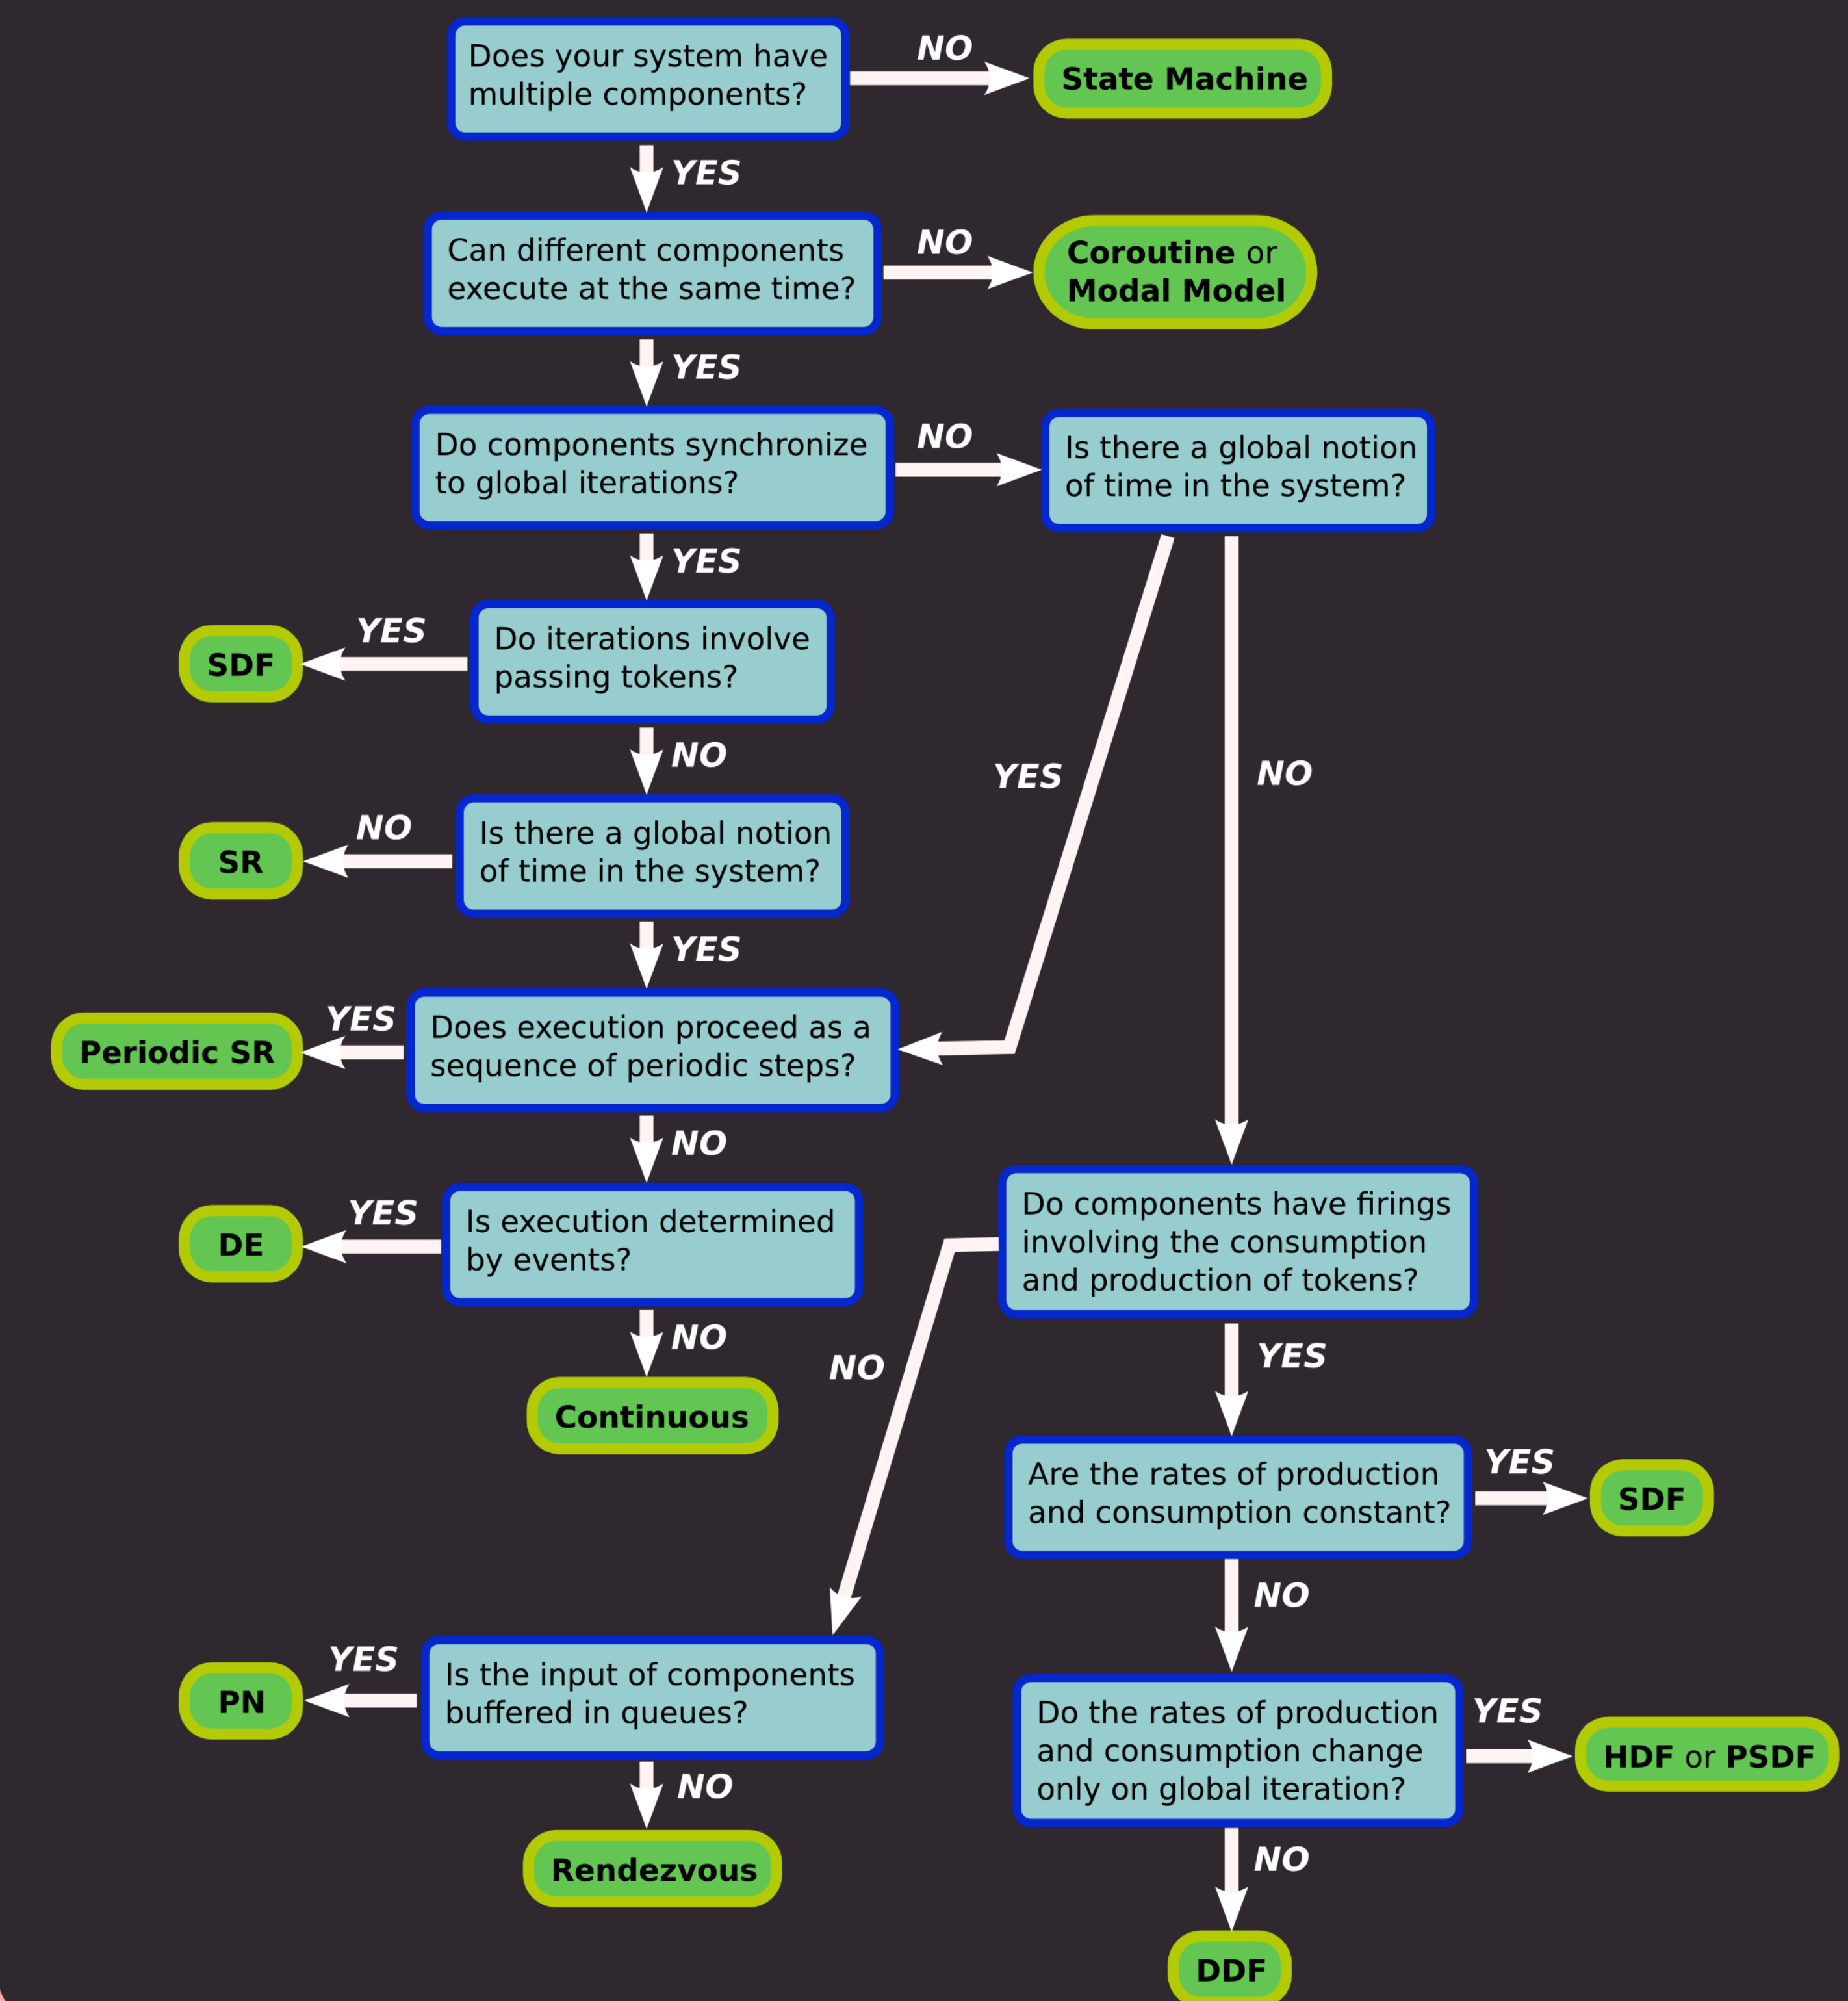 Does your system have
multiple components?
NO
State Machine
YES
Can different components
execute at the same time?
NO
Coroutine or
Modal Model
YES
Do components synchronize
to global iterations?
NO
Is there a global notion
of time in the system?
YES
YES
SDF
Do iterations involve
passing tokens?
NO
YES
NO
NO
SR
Is there a global notion
of time in the system?
YES
YES
Periodic SR
Does execution proceed as a
sequence of periodic steps?
NO
YES
DE
Is execution determined
by events?
Do components have firings
involving the consumption
and production of tokens?
NO
NO
YES
Continuous
Are the rates of production
and consumption constant?
YES
SDF
NO
YES
PN
Is the input of components
buffered in queues?
Do the rates of production
and consumption change
only on global iteration?
YES
HDF or PSDF
NO
NO
Rendezvous
DDF